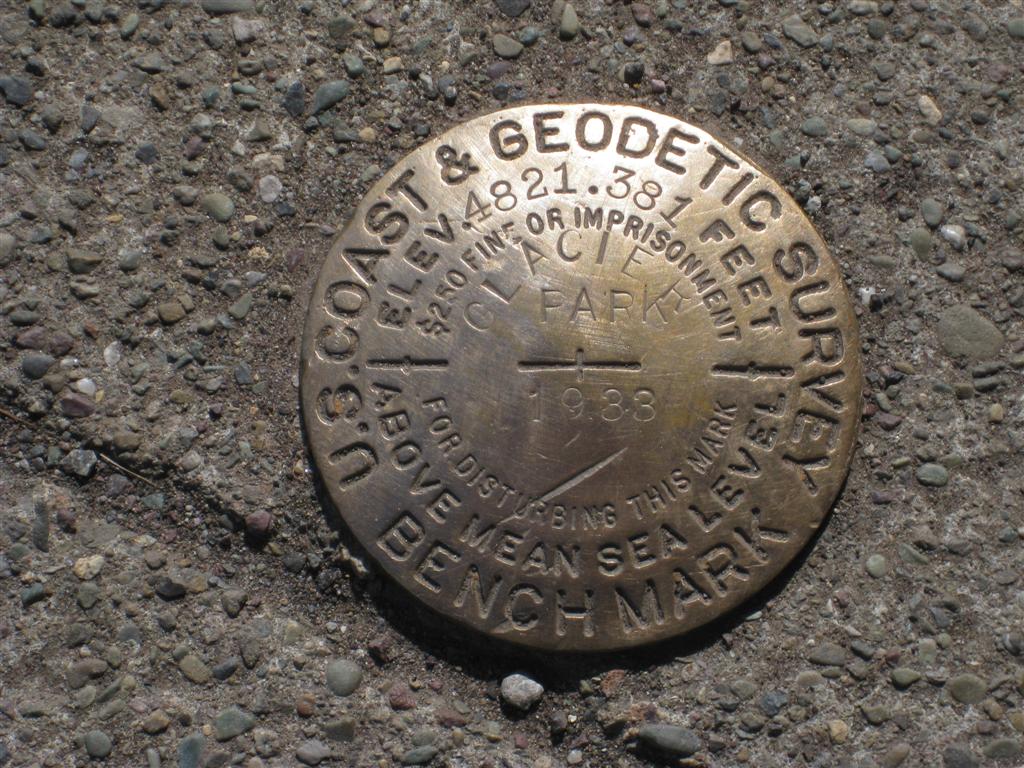 U.S. COAST & GEODETIC SURVEY
ELEV. 4821.381 FEET
$250 FINE OR IMPRISONMENT
GLACIER
PARK
1933
FOR DISTURBING THIS MARK
ABOVE MEAN SEA LEVEL
BENCH MARK